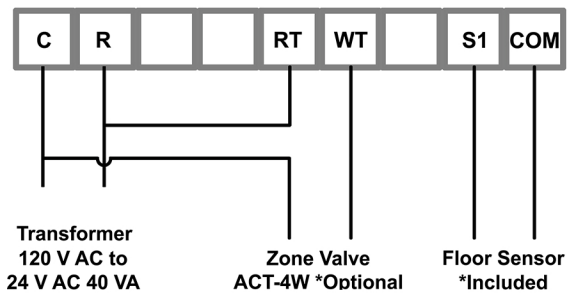 C R RT WT S1 COM
Transformer
120 V AC to
24 V AC 40 VA
Zone Valve
ACT-4W *Optional
Floor Sensor
*Included